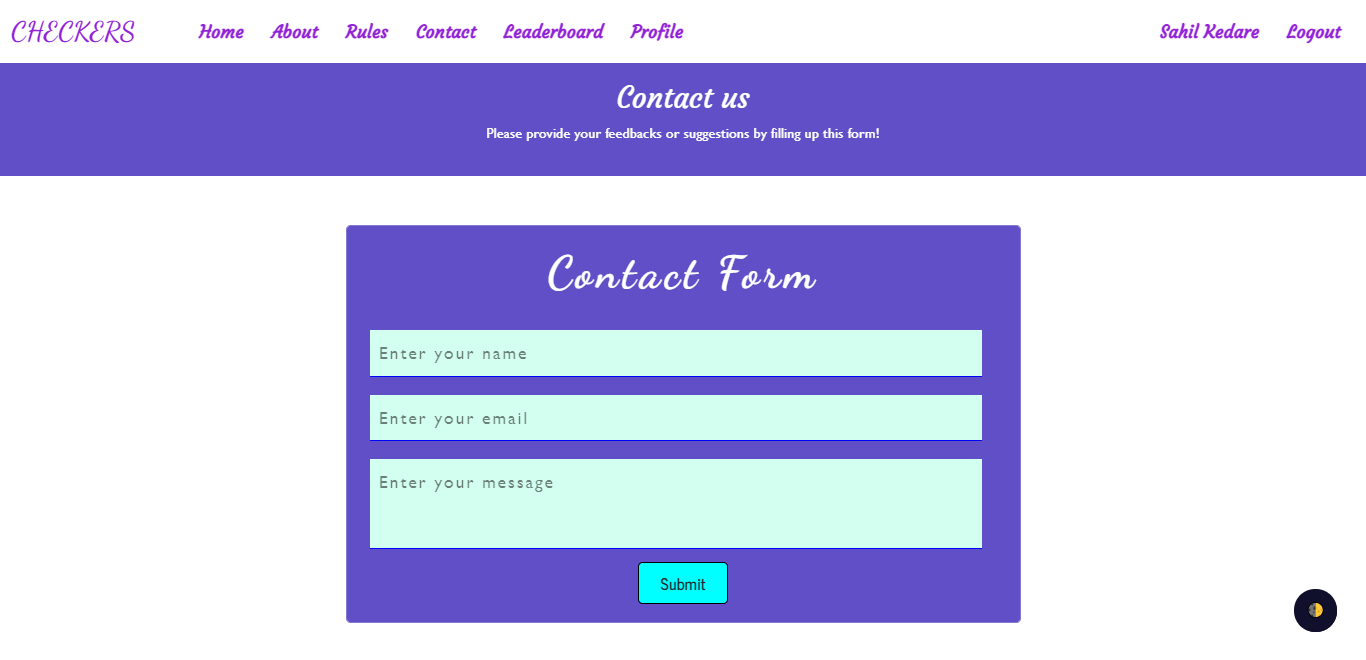 CHECKERS Home About Rules Contact Leaderboard Profile Sahil Kedare Logout
Contact us
Please provide your feedbacks or suggestions by filling up this form!
Contact Form
Enter your name
Enter your email
Enter your message
Submit